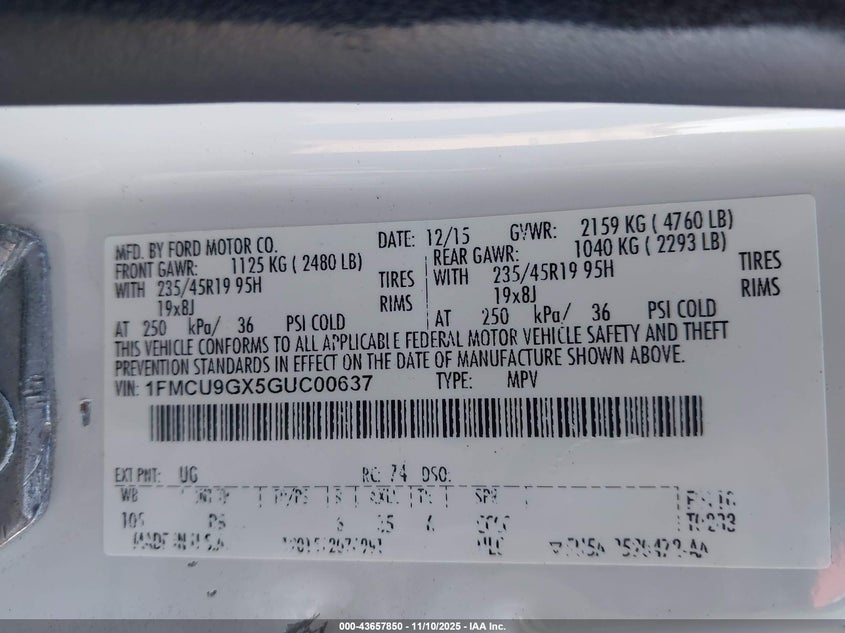 MFD. BY FORD MOTOR CO. DATE: 12/15 GVWR: 2159 KG ( 4760 LB)
FRONT GAWR: 1125 KG ( 2480 LB) REAR GAWR: 1040 KG ( 2293 LB)
WITH 235/45R19 95H TIRES WITH 235/45R19 95H TIRES
19x8J RIMS 19x8J RIMS
AT 250 kPa/ 36 PSI COLD AT 250 kPa/ 36 PSI COLD
THIS VEHICLE CONFORMS TO ALL APPLICABLE FEDERAL MOTOR VEHICLE SAFETY AND THEFT
PREVENTION STANDARDS IN EFFECT ON THE DATE OF MANUFACTURE SHOWN ABOVE.
VIN: 1FMCU9GX5GUC00637 TYPE: MPV
EXT PNT: UG RC: 74 DSO:
WB
105
MADE IN U.S.A.
000-43657850 — 11/10/2025 — IAA Inc.